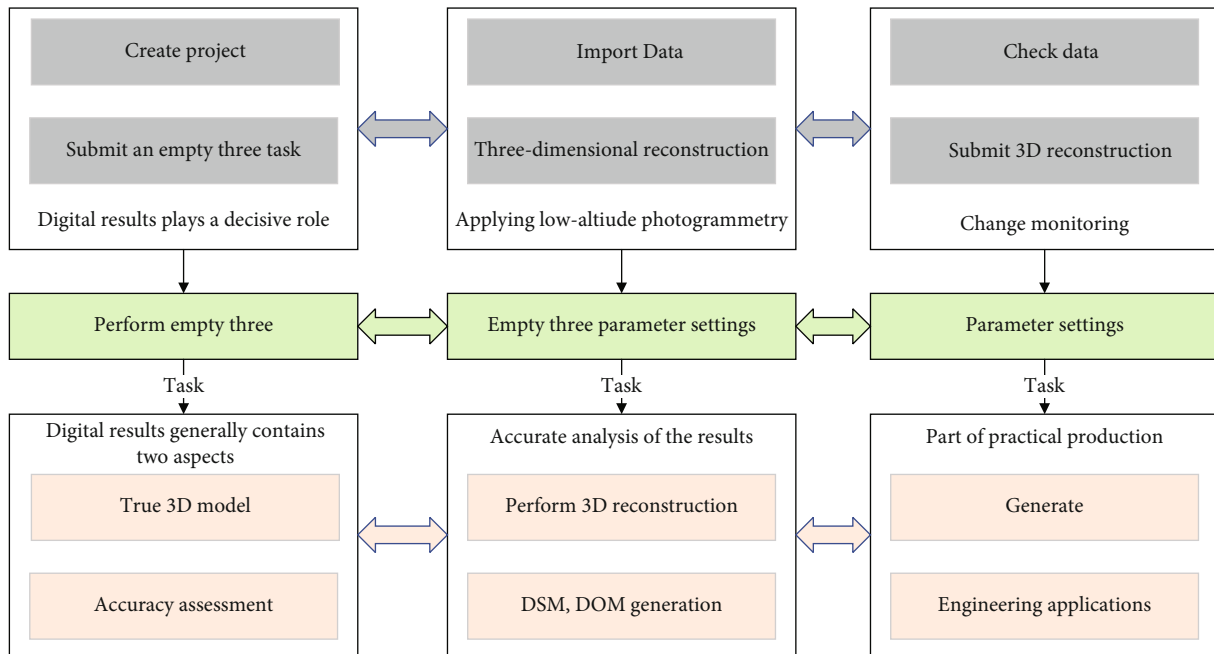 Create project
Submit an empty three task
Digital results plays a decisive role
Import Data
Three-dimensional reconstruction
Applying low-altiude photogrammetry
Check data
Submit 3D reconstruction
Change monitoring
Perform empty three
Empty three parameter settings
Parameter settings
Task
Task
Task
Digital results generally contains
two aspects
True 3D model
Accuracy assessment
Accurate analysis of the results
Perform 3D reconstruction
DSM, DOM generation
Part of practical production
Generate
Engineering applications